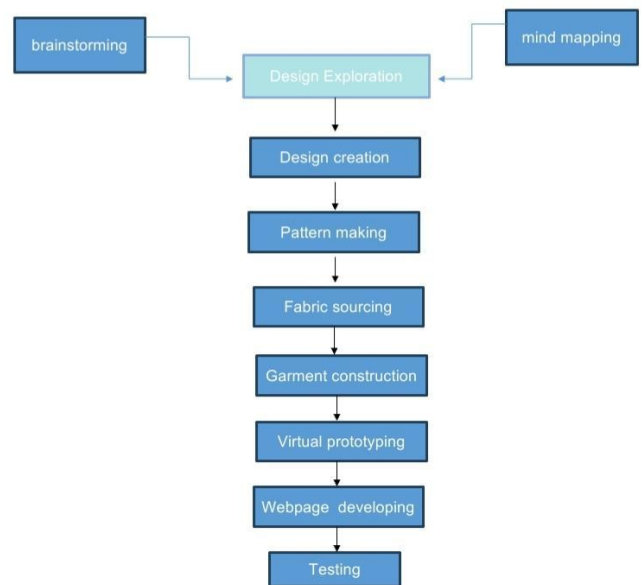 brainstorming
mind mapping
Design Exploration
Design creation
Pattern making
Fabric sourcing
Garment construction
Virtual prototyping
Webpage  developing
Testing